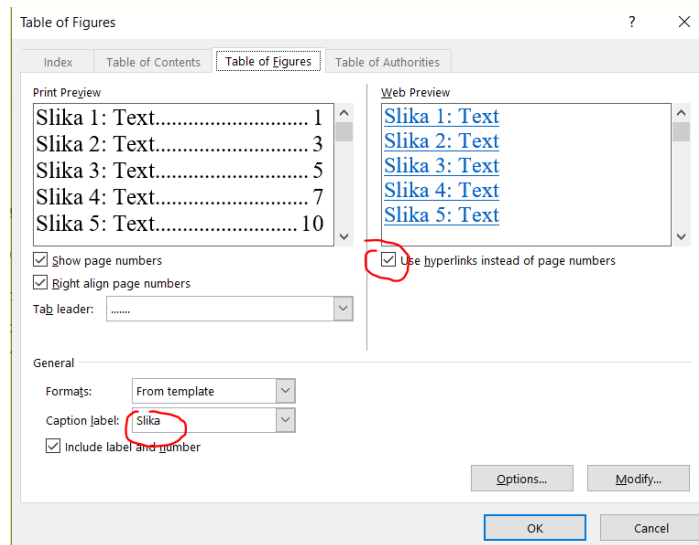 Table of Figures ? ✕
Index Table of Contents Table of Figures Table of Authorities
Print Preview
Slika 1: Text............................. 1
Slika 2: Text............................. 3
Slika 3: Text............................. 5
Slika 4: Text............................. 7
Slika 5: Text........................... 10
Show page numbers
Right align page numbers
Tab leader: .......
Web Preview
Slika 1: Text
Slika 2: Text
Slika 3: Text
Slika 4: Text
Slika 5: Text
Use hyperlinks instead of page numbers
General
Formats: From template
Caption label: Slika
Include label and number
Options... Modify...
OK Cancel